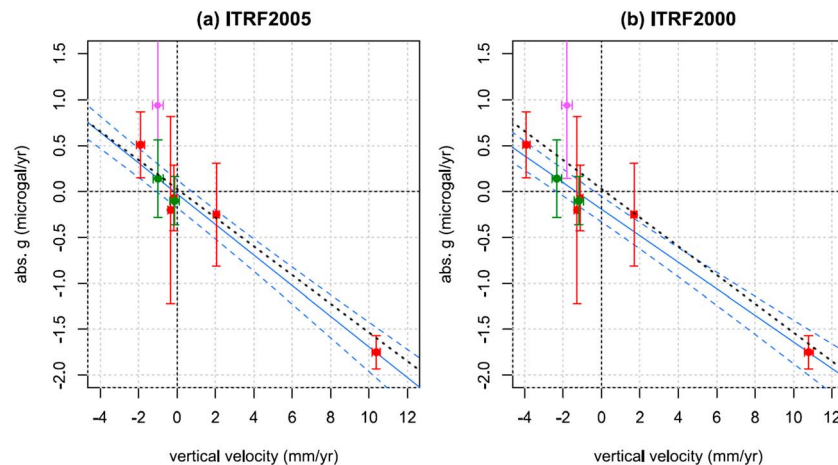 (a) ITRF2005
abs. g (microgal/yr)
1.5
1.0
0.5
0.0
-0.5
-1.0
-1.5
-2.0
-4 -2 0 2 4 6 8 10 12
vertical velocity (mm/yr)
(b) ITRF2000
abs. g (microgal/yr)
1.5
1.0
0.5
0.0
-0.5
-1.0
-1.5
-2.0
-4 -2 0 2 4 6 8 10 12
vertical velocity (mm/yr)